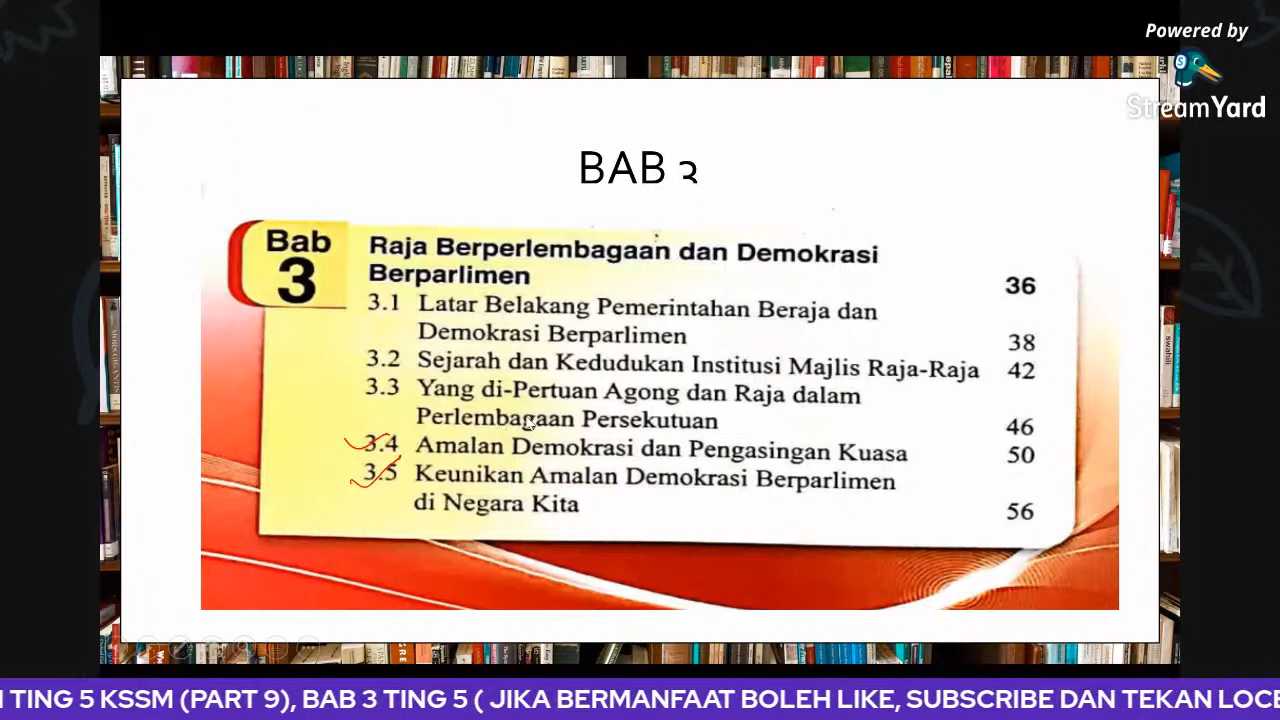 Powered by
StreamYard
BAB 3
Bab
3
Raja Berperlembagaan dan Demokrasi
Berparlimen 36
3.1 Latar Belakang Pemerintahan Beraja dan
Demokrasi Berparlimen 38
3.2 Sejarah dan Kedudukan Institusi Majlis Raja-Raja 42
3.3 Yang di-Pertuan Agong dan Raja dalam
Perlembagaan Persekutuan 46
3.4 Amalan Demokrasi dan Pengasingan Kuasa 50
3.5 Keunikan Amalan Demokrasi Berparlimen
di Negara Kita 56
TING 5 KSSM (PART 9), BAB 3 TING 5 ( JIKA BERMANFAAT BOLEH LIKE, SUBSCRIBE DAN TEKAN LOCE